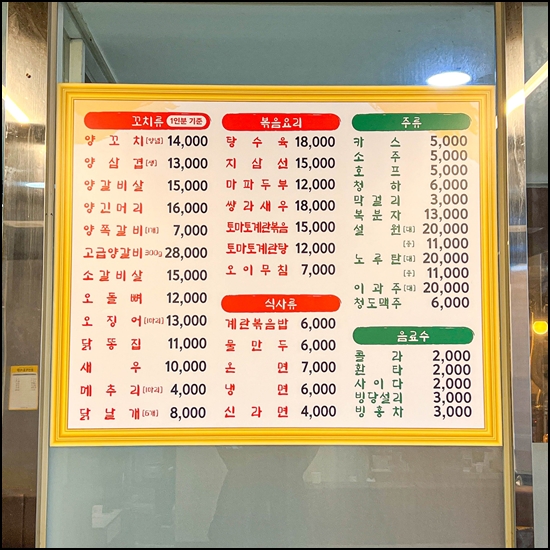 꼬치류 1인분 기준
양꼬치(양념) 14,000
양삼겹(생) 13,000
양갈비살 15,000
양긴머리 16,000
양쪽갈비(1개) 7,000
고급양갈비 300g 28,000
소갈비살 15,000
오돌뼈 12,000
오징어(1마리) 13,000
닭똥집 11,000
새우 10,000
메추리(1마리) 4,000
닭날개(6개) 8,000
볶음요리
탕수육 18,000
지삼선 15,000
마파두부 12,000
쌍라새우 18,000
토마토계란볶음 15,000
토마토계란탕 12,000
오이무침 7,000
식사류
계란볶음밥 6,000
물만두 6,000
온면 7,000
냉면 6,000
신라면 4,000
주류
카스 5,000
소주 5,000
호프 5,000
청하 6,000
막걸리 3,000
복분자 13,000
설원 [대] 20,000
[중] 11,000
노루탄 [대] 20,000
[중] 11,000
이과주 [대] 20,000
청도맥주 6,000
음료수
콜라 2,000
환타 2,000
사이다 2,000
빙당설리 3,000
빙홍차 3,000